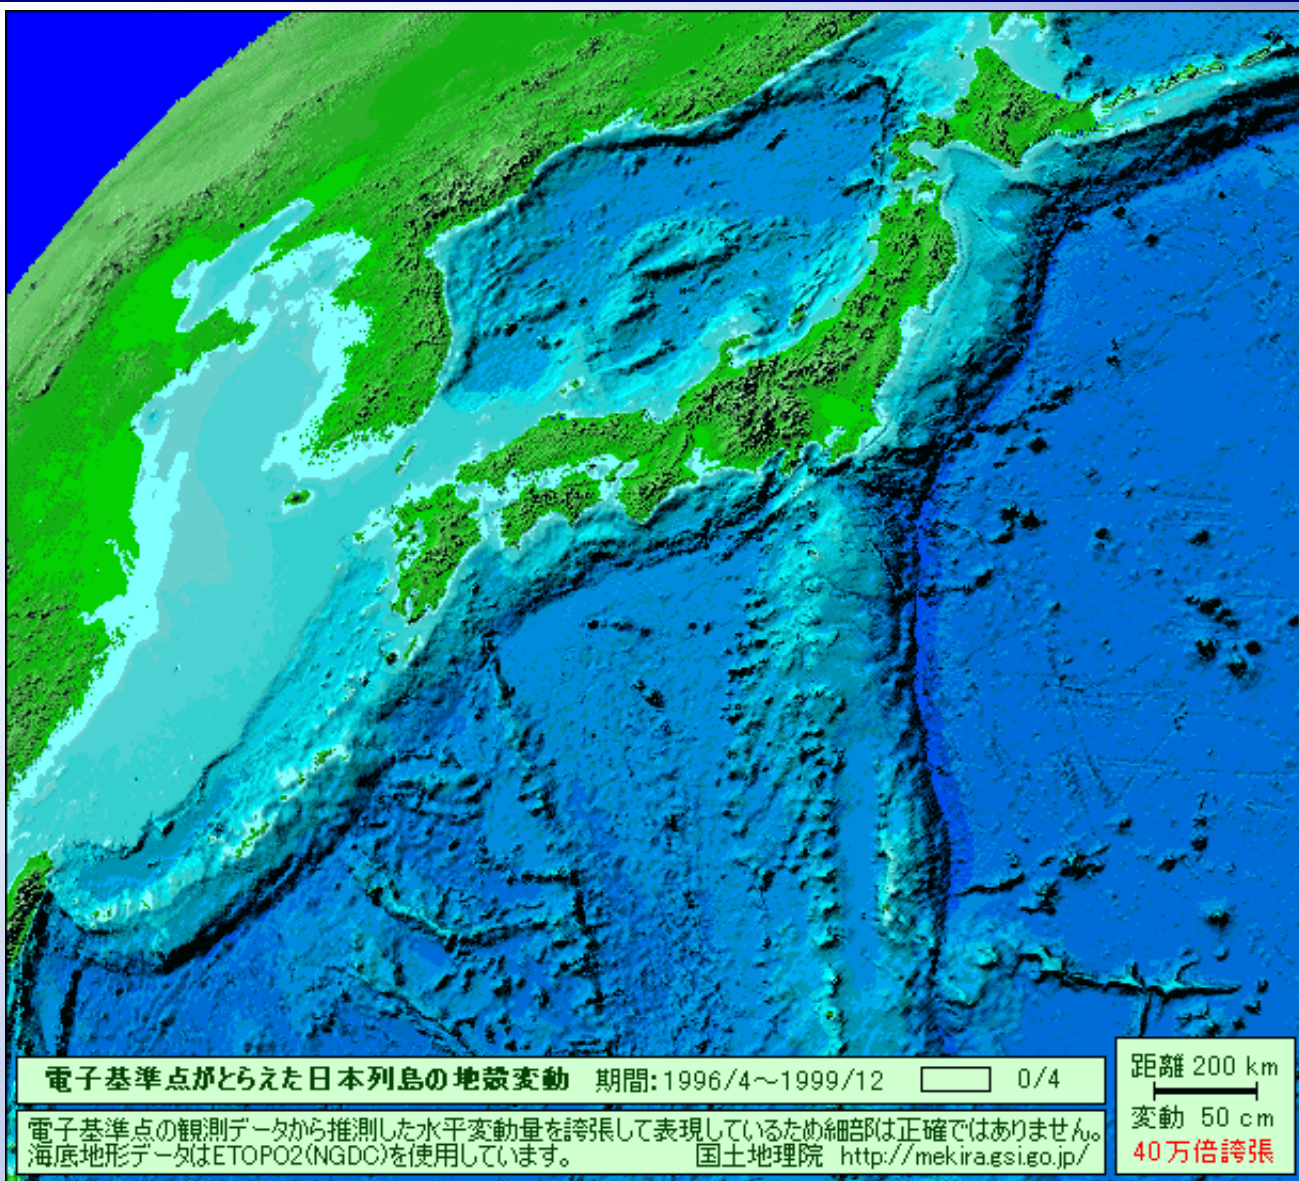 電子基準点がとらえた日本列島の地殻変動 期間:1996/4～1999/12 0/4
電子基準点の観測データから推測した水平変動量を誇張して表現しているため細部は正確ではありません。
海底地形データはETOPO2(NGDC)を使用しています。 国土地理院 http://mekira.gsi.go.jp/
距離 200 km
変動 50 cm
40万倍誇張